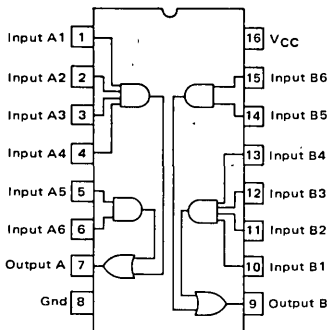 Input A1 1
Input A2 2
Input A3 3
Input A4 4
Input A5 5
Input A6 6
Output A 7
Gnd 8
16 VCC
15 Input B6
14 Input B5
13 Input B4
12 Input B3
11 Input B2
10 Input B1
9 Output B